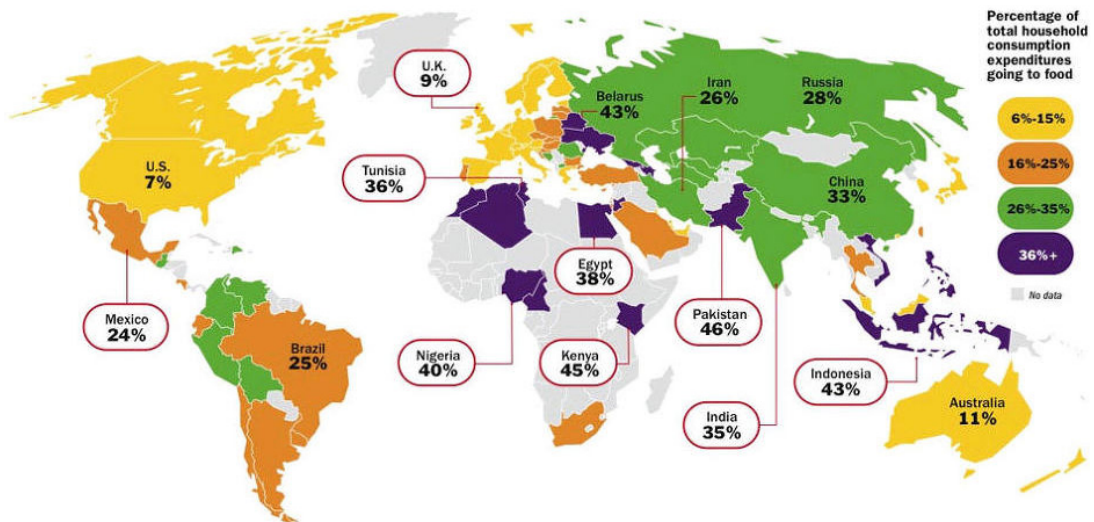 Percentage of
total household
consumption
expenditures
going to food
6%-15%
16%-25%
26%-35%
36%+
No data
U.K.
9%
Belarus
43%
Iran
26%
Russia
28%
U.S.
7%
Tunisia
36%
China
33%
Egypt
38%
Mexico
24%
Pakistan
46%
Brazil
25%
Nigeria
40%
Kenya
45%
Indonesia
43%
India
35%
Australia
11%